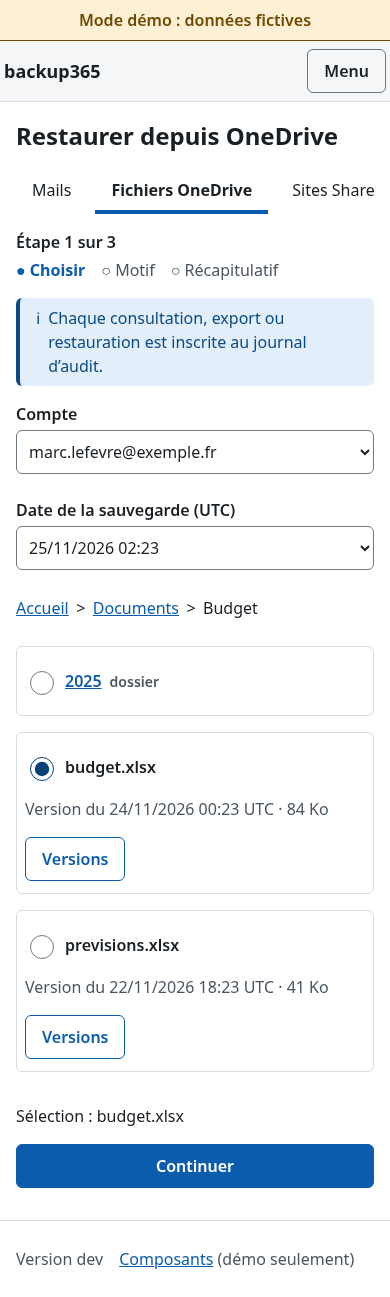 Mode démo : données fictives
backup365
Menu
Restaurer depuis OneDrive
Mails Fichiers OneDrive Sites Share
Étape 1 sur 3
Choisir Motif Récapitulatif
i Chaque consultation, export ou
restauration est inscrite au journal
d’audit.
Compte
marc.lefevre@exemple.fr
Date de la sauvegarde (UTC)
25/11/2026 02:23
Accueil > Documents > Budget
2025 dossier
budget.xlsx
Version du 24/11/2026 00:23 UTC · 84 Ko
Versions
previsions.xlsx
Version du 22/11/2026 18:23 UTC · 41 Ko
Versions
Sélection : budget.xlsx
Continuer
Version dev Composants (démo seulement)